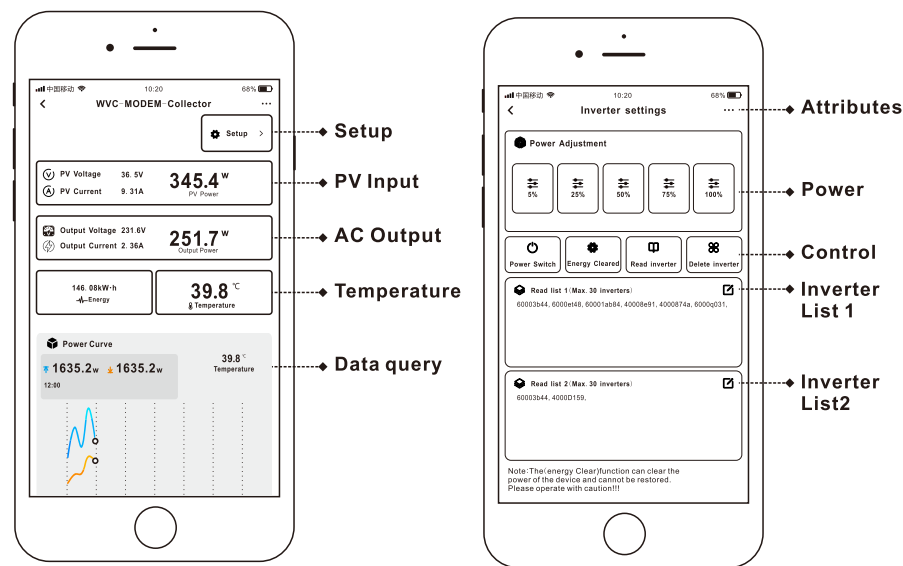 中国移动 10:20 68%
WVC-MODEM-Collector ...
Setup >
Setup
PV Voltage 36. 5V
PV Current 9. 31A
345.4 W
PV Power
PV Input
Output Voltage 231.6V
Output Current 2. 36A
251.7 W
Output Power
AC Output
146. 08kW·h
Energy
39.8 ℃
Temperature
Temperature
Power Curve
1635.2w 1635.2w
12:00
39.8 ℃
Temperature
Data query
中国移动 10:20 68%
Inverter settings ...
Attributes
Power Adjustment
5% 25% 50% 75% 100%
Power
Power Switch Energy Cleared Read inverter Delete inverter
Control
Read list 1(Max. 30 inverters)
60003b44, 6000et48, 60001ab84, 40008e91, 4000874a, 6000q031,
Inverter
List 1
Read list 2(Max. 30 inverters)
60003b44, 4000D159,
Inverter
List2
Note:The(energy Clear)function can clear the
power of the device and cannot be restored.
Please operate with caution!!!